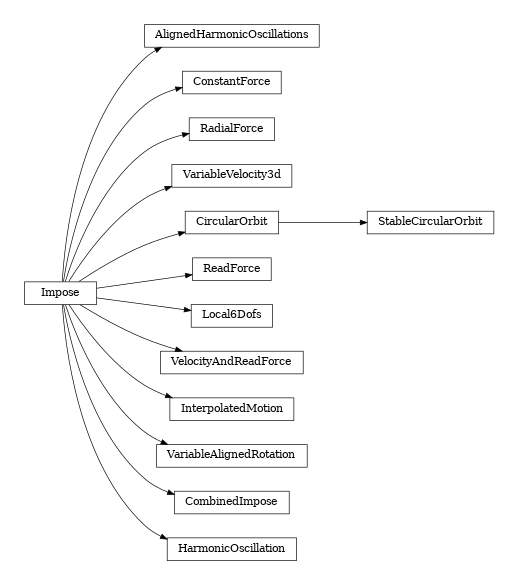 AlignedHarmonicOscillations
ConstantForce
RadialForce
VariableVelocity3d
CircularOrbit
StableCircularOrbit
ReadForce
Impose
Local6Dofs
VelocityAndReadForce
InterpolatedMotion
VariableAlignedRotation
CombinedImpose
HarmonicOscillation